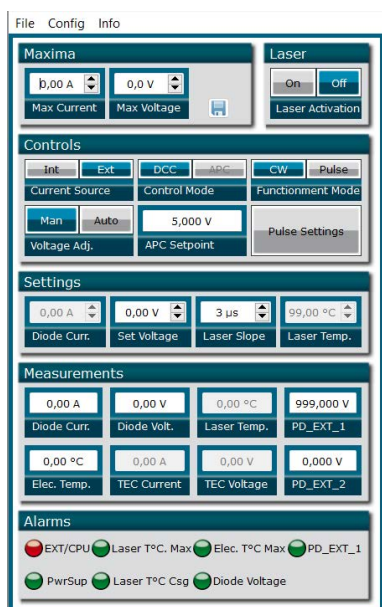 File Config Info
Maxima Laser
0,00 A 0,0 V On Off
Max Current Max Voltage Laser Activation
Controls
Int Ext DCC APC CW Pulse
Current Source Control Mode Functionment Mode
Man Auto 5,000 V Pulse Settings
Voltage Adj. APC Setpoint
Settings
0,00 A 0,00 V 3 µs 99,00 °C
Diode Curr. Set Voltage Laser Slope Laser Temp.
Measurements
0,00 A 0,00 V 0,00 °C 999,000 V
Diode Curr. Diode Volt. Laser Temp. PD_EXT_1
0,00 °C 0,00 A 0,00 V 0,000 V
Elec. Temp. TEC Current TEC Voltage PD_EXT_2
Alarms
EXT/CPU Laser T°C. Max Elec. T°C Max PD_EXT_1
PwrSup Laser T°C Csg Diode Voltage